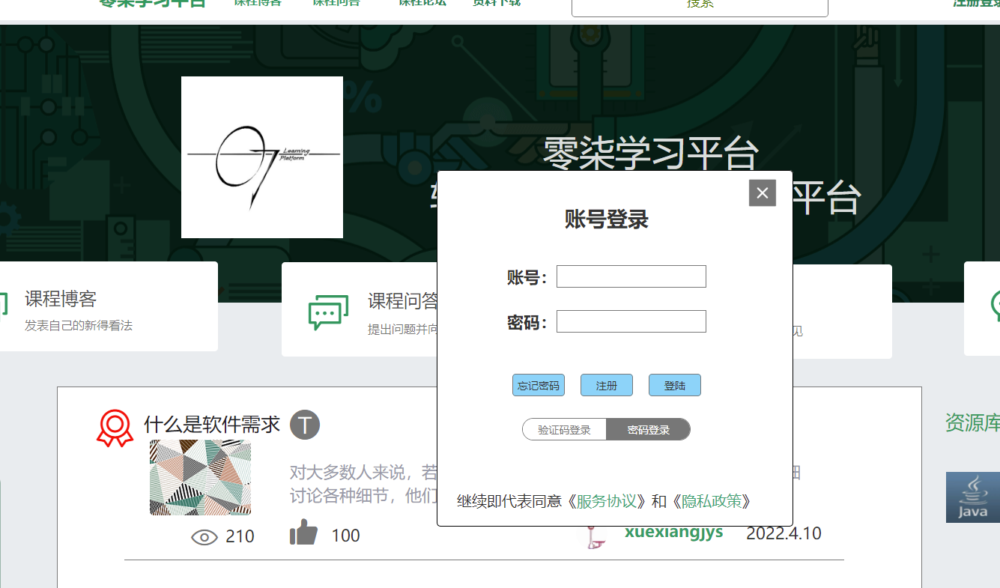 零柒学习平台 课程博客 课程问答 课程论坛 资料下载 搜索 注册登录
%
07 Learning
Platform
零柒学习平台
平台
账号登录
账号：
密码：
忘记密码 注册 登陆
验证码登录 密码登录
继续即代表同意《服务协议》和《隐私政策》
课程博客
发表自己的新得看法
课程问答
提出问题并向
见
什么是软件需求 T
对大多数人来说，若
讨论各种细节，他们
210 100 xuexiangjys 2022.4.10
资源库
Java